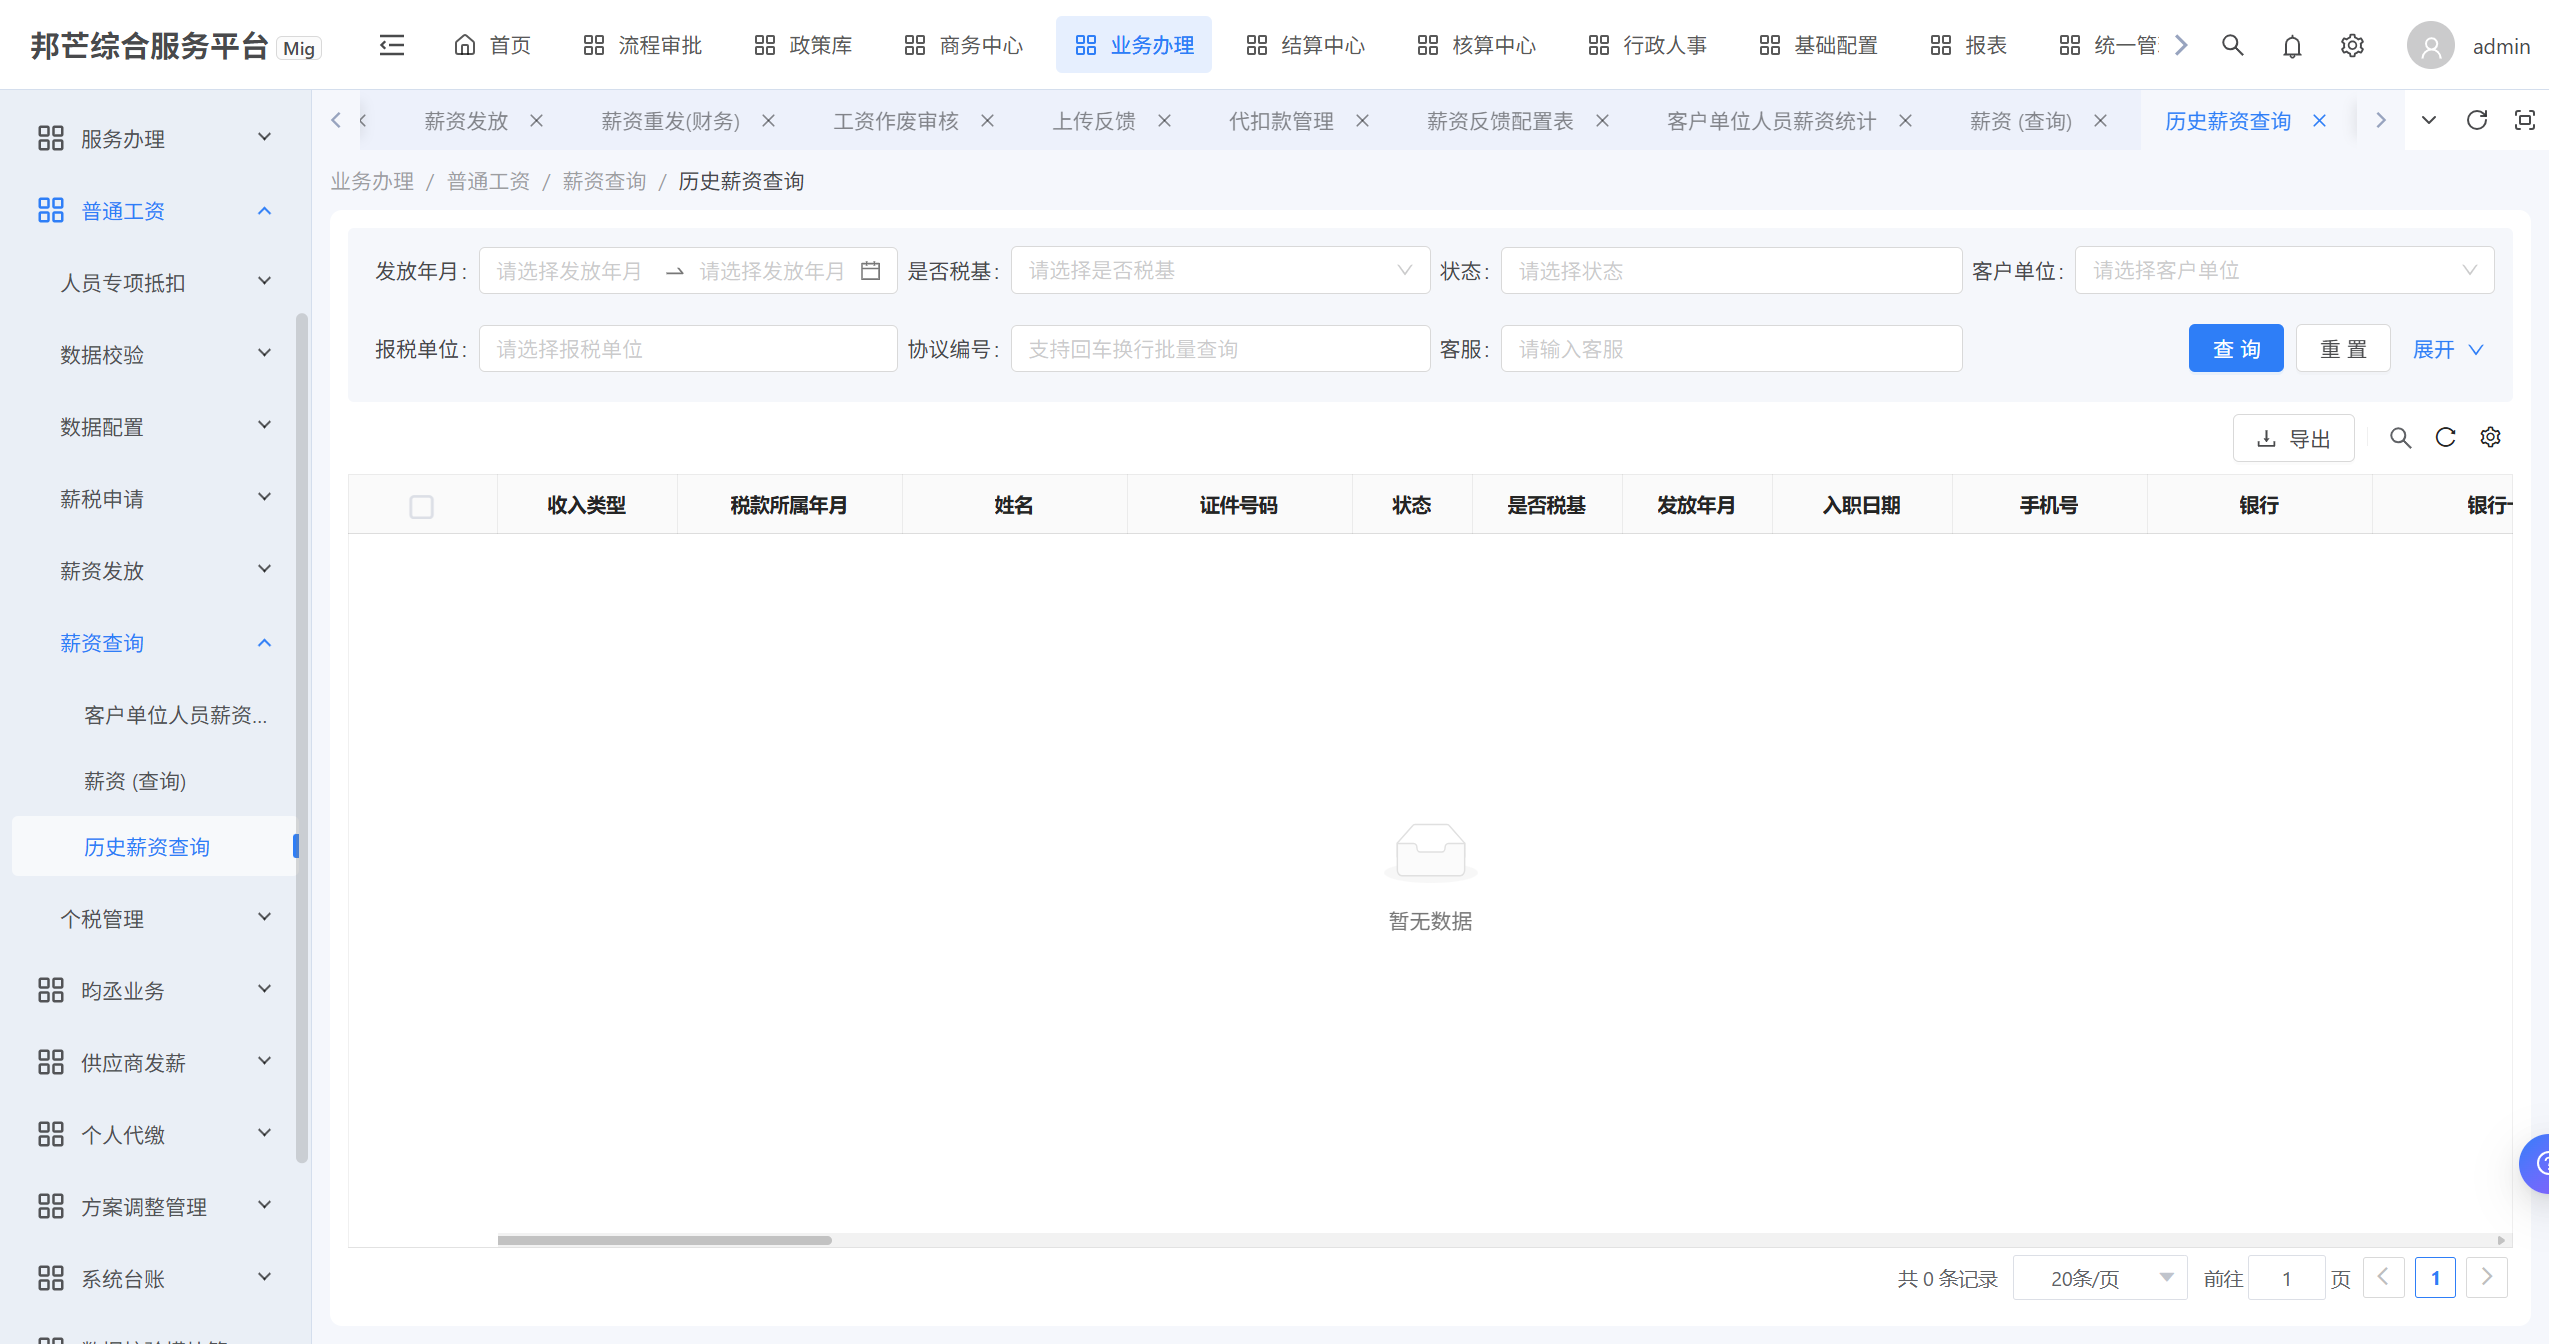 邦芒综合服务平台 Mig 首页 流程审批 政策库 商务中心 业务办理 结算中心 核算中心 行政人事 基础配置 报表 统一管 admin
薪资发放 薪资重发(财务) 工资作废审核 上传反馈 代扣款管理 薪资反馈配置表 客户单位人员薪资统计 薪资 (查询) 历史薪资查询
业务办理 / 普通工资 / 薪资查询 / 历史薪资查询
服务办理
普通工资
人员专项抵扣
数据校验
数据配置
薪税申请
薪资发放
薪资查询
客户单位人员薪资...
薪资 (查询)
历史薪资查询
个税管理
昀丞业务
供应商发薪
个人代缴
方案调整管理
系统台账
发放年月: 请选择发放年月 请选择发放年月 是否税基: 请选择是否税基 状态: 请选择状态 客户单位: 请选择客户单位
报税单位: 请选择报税单位 协议编号: 支持回车换行批量查询 客服: 请输入客服 查 询 重 置 展开
导出
收入类型 税款所属年月 姓名 证件号码 状态 是否税基 发放年月 入职日期 手机号 银行 银行
暂无数据
共 0 条记录 20条/页 前往 1 页 1